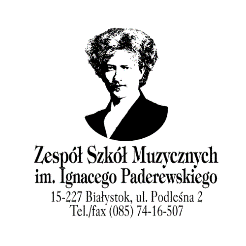 Zespół Szkół Muzycznych
im. Ignacego Paderewskiego
15-227 Białystok, ul. Podleśna 2
Tel./fax (085) 74-16-507